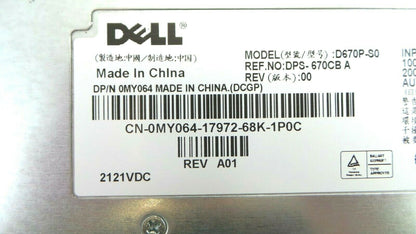 DELL®
(製造地:中國/制造地:中国)
Made In China
MODEL(型號/型号):D670P-S0
REF.NO:DPS-670CB A
REV(版本):00
DP/N 0MY064 MADE IN CHINA.(DCGP)
CN-0MY064-17972-68K-1P0C
REV A01
2121VDC